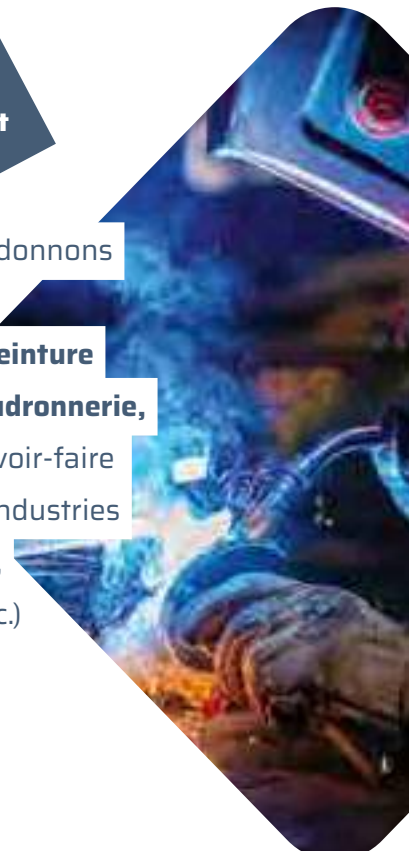 t
donnons
einture
udronnerie,
voir-faire
ndustries
c.)